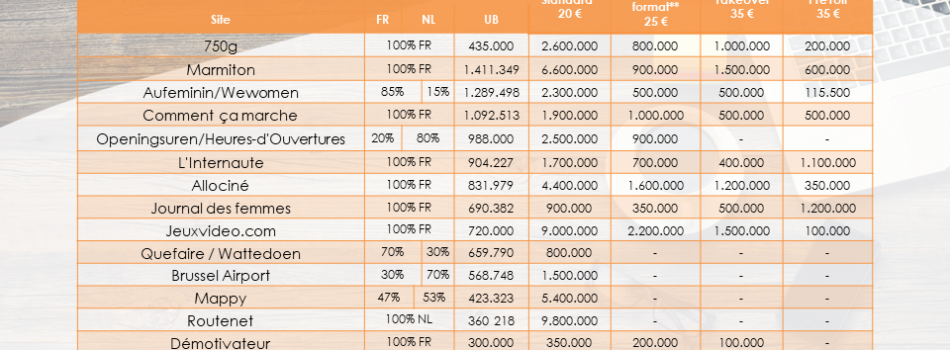 Standard Takeover PreRoll
Site FR NL UB 20 € format** 35 € 35 €
25 €
750g 100% FR 435.000 2.600.000 800.000 1.000.000 200.000
Marmiton 100% FR 1.411.349 6.600.000 900.000 1.500.000 600.000
Aufeminin/Wewomen 85% 15% 1.289.498 2.300.000 500.000 500.000 115.500
Comment ça marche 100% FR 1.092.513 1.900.000 1.000.000 500.000 500.000
Openingsuren/Heures-d'Ouvertures 20% 80% 988.000 2.500.000 900.000 - -
L'Internaute 100% FR 904.227 1.700.000 700.000 400.000 1.100.000
Allociné 100% FR 831.979 4.400.000 1.600.000 1.200.000 350.000
Journal des femmes 100% FR 690.382 900.000 350.000 500.000 1.200.000
Jeuxvideo.com 100% FR 720.000 9.000.000 2.200.000 1.500.000 100.000
Quefaire / Wattedoen 70% 30% 659.790 800.000 - - -
Brussel Airport 30% 70% 568.748 1.500.000 - - -
Mappy 47% 53% 423.323 5.400.000 - - -
Routenet 100% NL 360 218 9.800.000 - - -
Démotivateur 100% FR 300.000 350.000 200.000 100.000 -